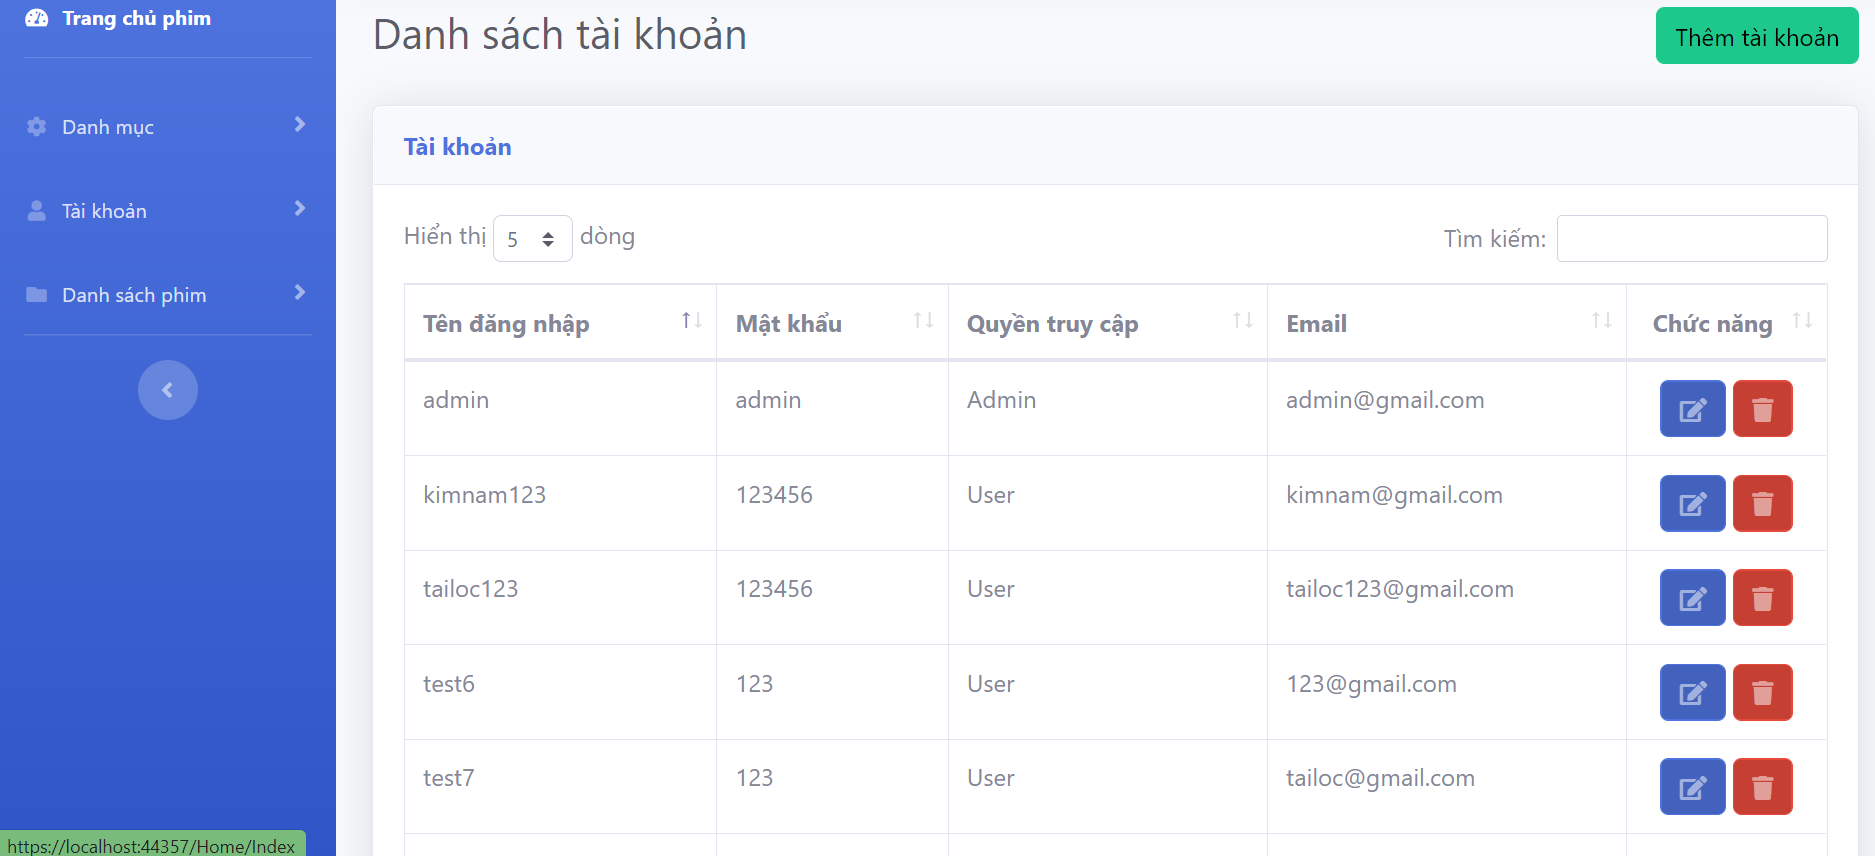 Trang chủ phim
Danh mục
Tài khoản
Danh sách phim
https://localhost:44357/Home/Index
Danh sách tài khoản
Thêm tài khoản
Tài khoản
Hiển thị 5 dòng
Tìm kiếm:
Tên đăng nhập Mật khẩu Quyền truy cập Email Chức năng
admin admin Admin admin@gmail.com
kimnam123 123456 User kimnam@gmail.com
tailoc123 123456 User tailoc123@gmail.com
test6 123 User 123@gmail.com
test7 123 User tailoc@gmail.com